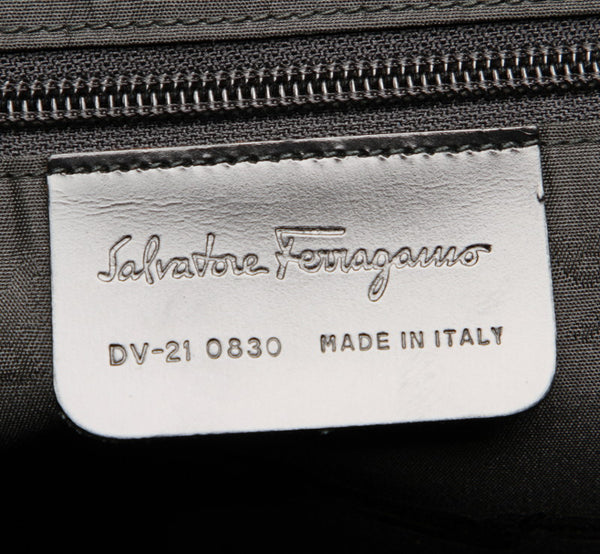 Salvatore Ferragamo
DV-21 0830 MADE IN ITALY